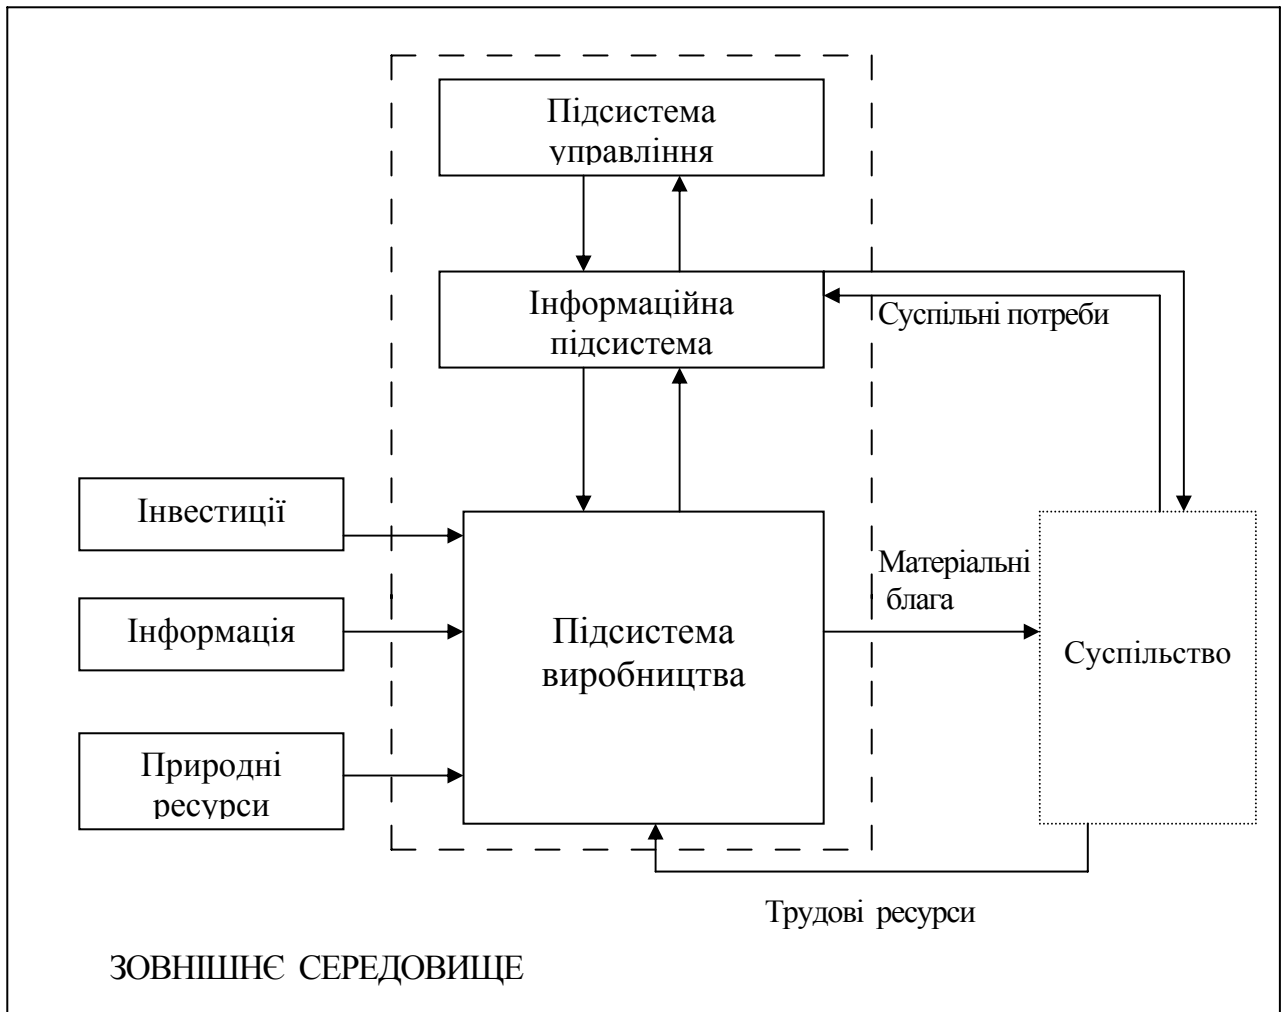 Підсистема
управління
Інформаційна
підсистема
Суспільні потреби
Інвестиції
Інформація
Природні
ресурси
Підсистема
виробництва
Матеріальні
блага
Суспільство
Трудові ресурси
ЗОВНІШНЄ СЕРЕДОВИЩЕ